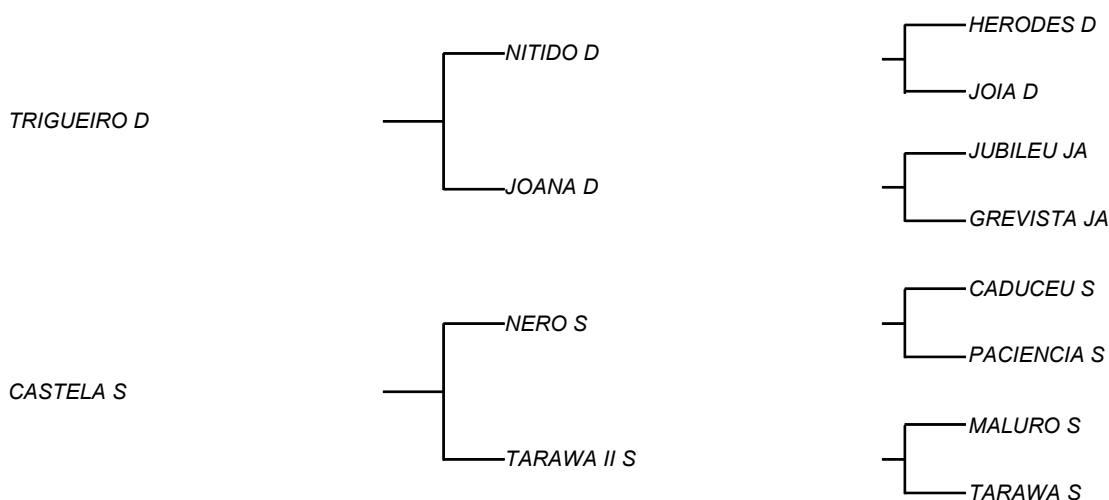 HERODES D
NITIDO D
JOIA D
TRIGUEIRO D
JUBILEU JA
JOANA D
GREVISTA JA
CADUCEU S
NERO S
PACIENCIA S
CASTELA S
MALURO S
TARAWA II S
TARAWA S